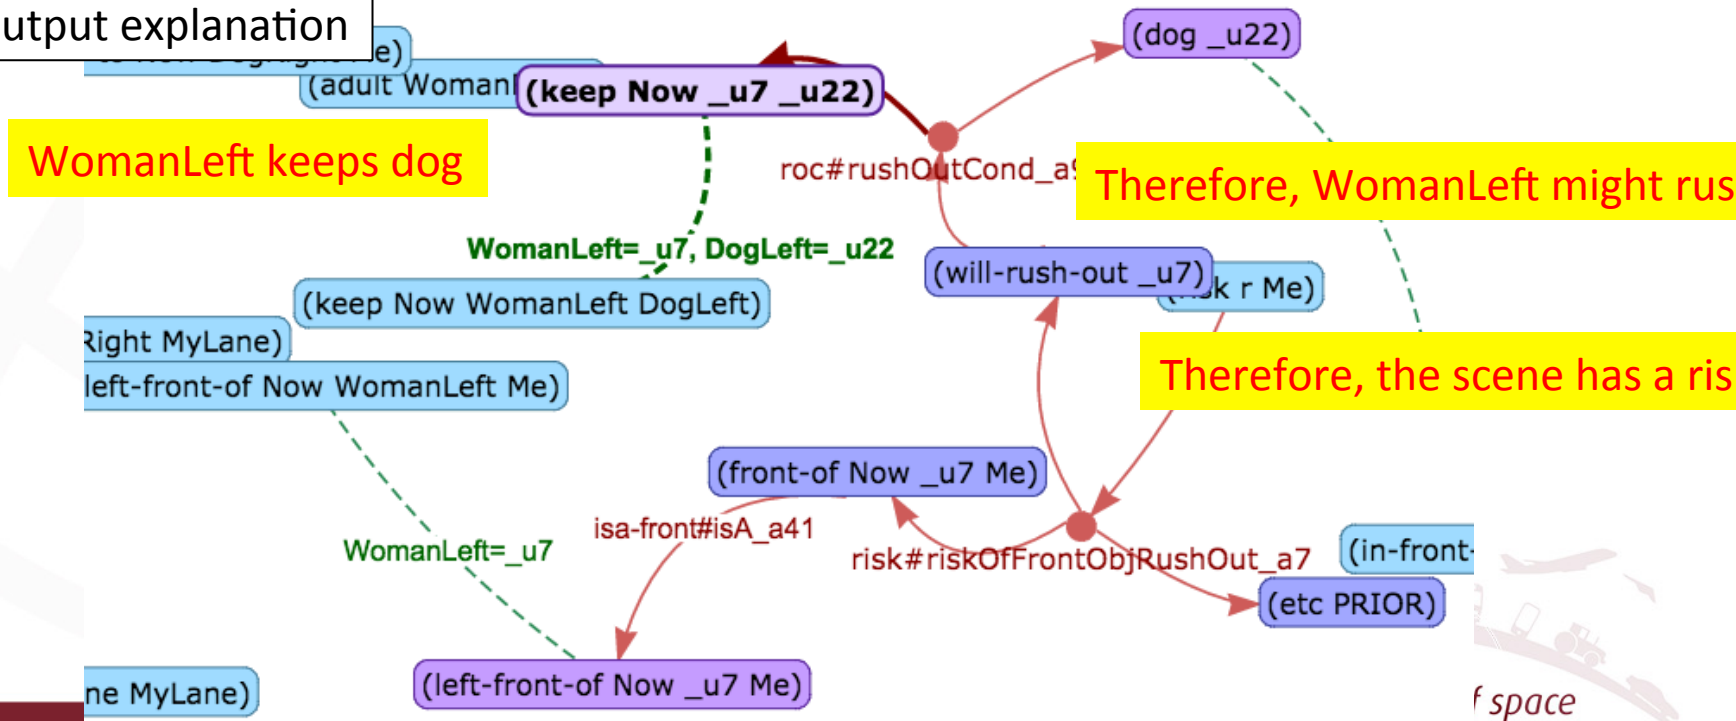 utput explanation
(dog _u22)
(adult Woman
(keep Now _u7 _u22)
WomanLeft keeps dog
roc#rushOutCond_a9
Therefore, WomanLeft might rus
WomanLeft=_u7, DogLeft=_u22
(will-rush-out _u7)
k r Me)
(keep Now WomanLeft DogLeft)
Right MyLane)
left-front-of Now WomanLeft Me)
Therefore, the scene has a ris
(front-of Now _u7 Me)
isa-front#isA_a41
WomanLeft=_u7
risk#riskOfFrontObjRushOut_a7
(in-front-
(etc PRIOR)
ne MyLane)
(left-front-of Now _u7 Me)
f space